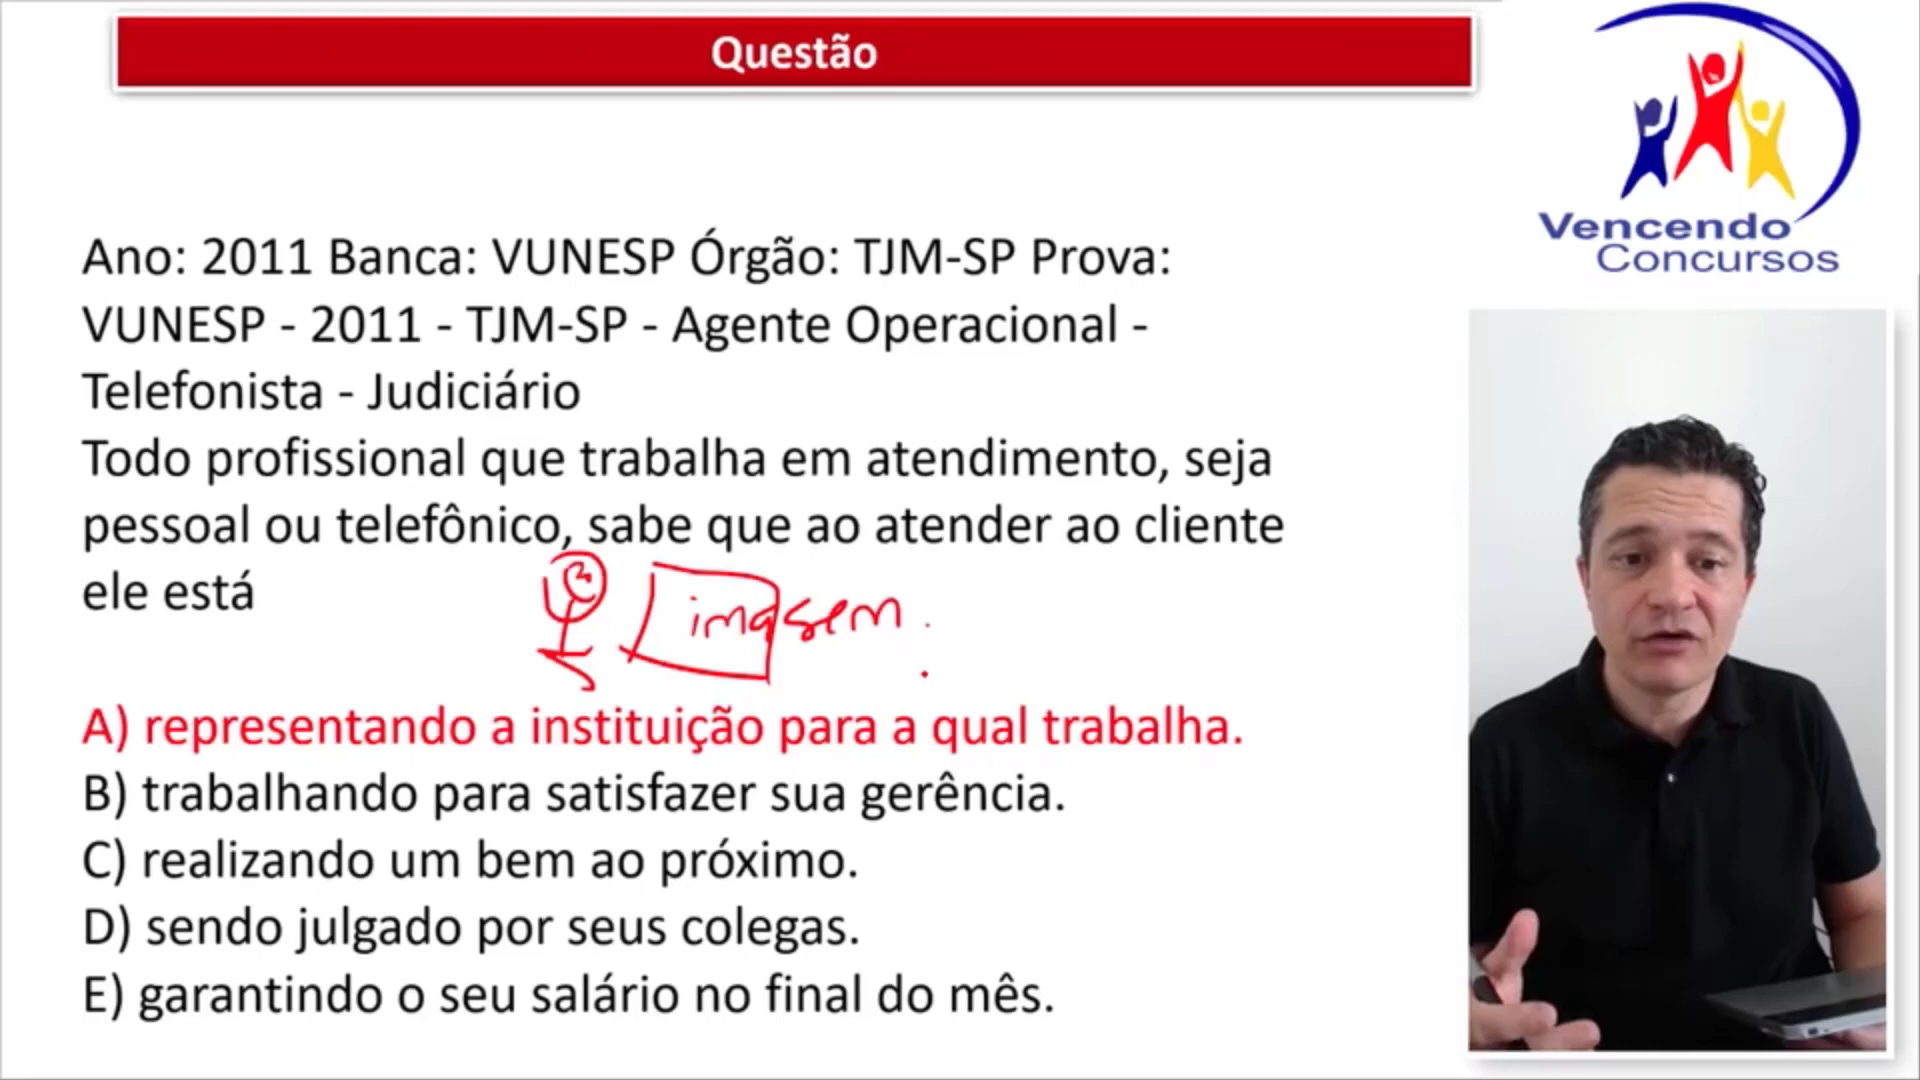 Questão
Vencendo
Concursos
Ano: 2011 Banca: VUNESP Órgão: TJM-SP Prova:
VUNESP - 2011 - TJM-SP - Agente Operacional -
Telefonista - Judiciário
Todo profissional que trabalha em atendimento, seja
pessoal ou telefônico, sabe que ao atender ao cliente
ele está
imagem.
A) representando a instituição para a qual trabalha.
B) trabalhando para satisfazer sua gerência.
C) realizando um bem ao próximo.
D) sendo julgado por seus colegas.
E) garantindo o seu salário no final do mês.